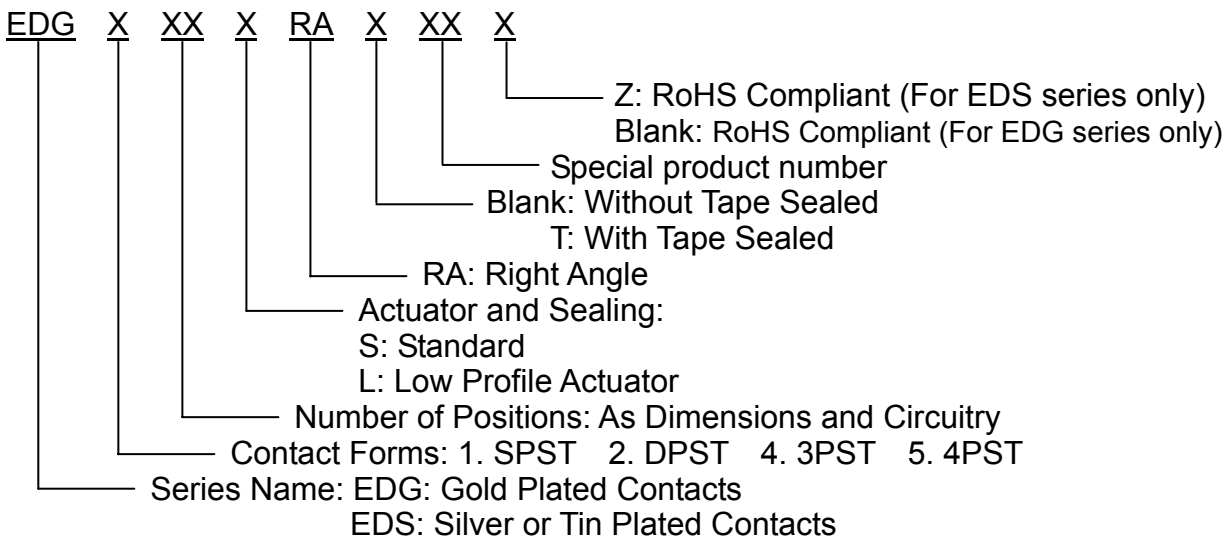 EDG X XX X RA X XX X
Z: RoHS Compliant (For EDS series only)
Blank: RoHS Compliant (For EDG series only)
Special product number
Blank: Without Tape Sealed
T: With Tape Sealed
RA: Right Angle
Actuator and Sealing:
S: Standard
L: Low Profile Actuator
Number of Positions: As Dimensions and Circuitry
Contact Forms: 1. SPST 2. DPST 4. 3PST 5. 4PST
Series Name: EDG: Gold Plated Contacts
EDS: Silver or Tin Plated Contacts